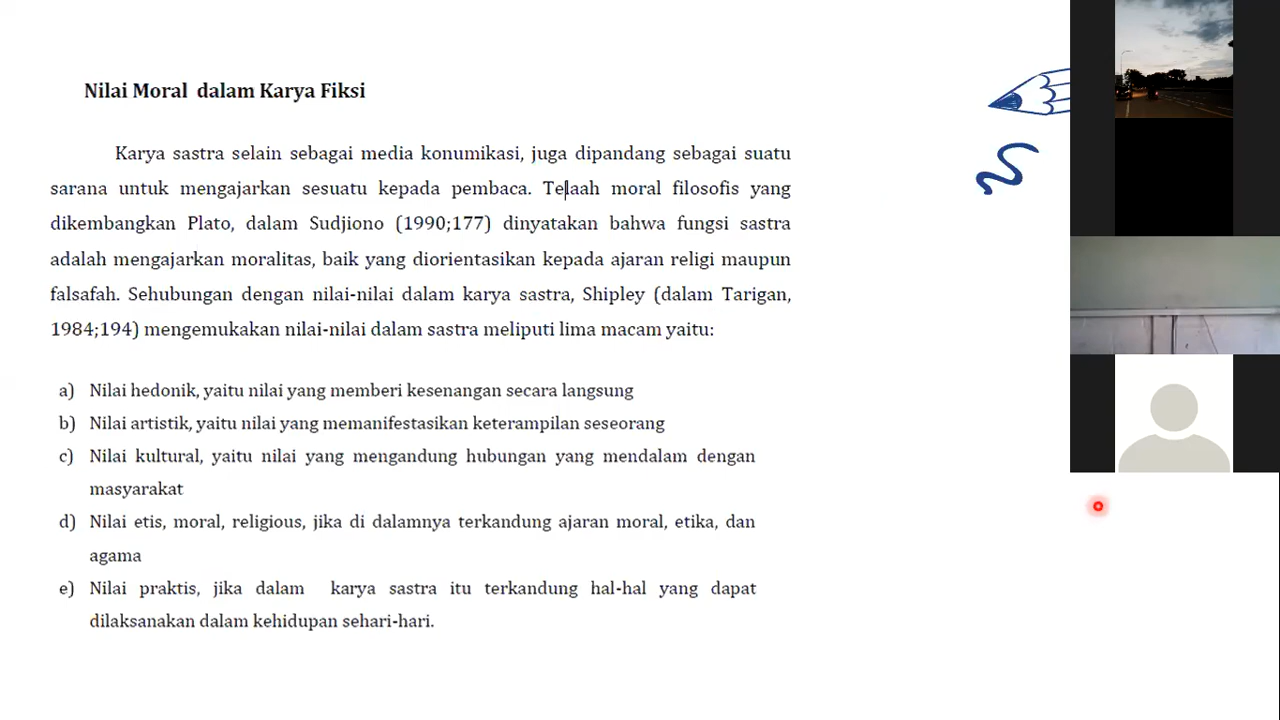 Nilai Moral  dalam Karya Fiksi
Karya sastra selain sebagai media konumikasi, juga dipandang sebagai suatu
sarana untuk mengajarkan sesuatu kepada pembaca. Telaah moral filosofis yang
dikembangkan Plato, dalam Sudjiono (1990;177) dinyatakan bahwa fungsi sastra
adalah mengajarkan moralitas, baik yang diorientasikan kepada ajaran religi maupun
falsafah. Sehubungan dengan nilai-nilai dalam karya sastra, Shipley (dalam Tarigan,
1984;194) mengemukakan nilai-nilai dalam sastra meliputi lima macam yaitu:
a) Nilai hedonik, yaitu nilai yang memberi kesenangan secara langsung
b) Nilai artistik, yaitu nilai yang memanifestasikan keterampilan seseorang
c) Nilai kultural, yaitu nilai yang mengandung hubungan yang mendalam dengan
masyarakat
d) Nilai etis, moral, religious, jika di dalamnya terkandung ajaran moral, etika, dan
agama
e) Nilai praktis, jika dalam  karya sastra itu terkandung hal-hal yang dapat
dilaksanakan dalam kehidupan sehari-hari.